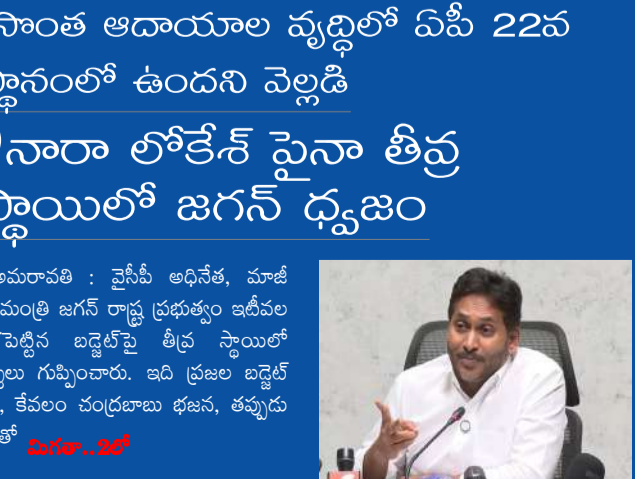 సొంత ఆదాయాల వృద్ధిలో ఏపీ 22వ
స్థానంలో ఉందని వెల్లడి
నారా లోకేశ్ పైనా తీవ్ర
స్థాయిలో జగన్ ధ్వజం
అమరావతి : వైసీపీ అధినేత, మాజీ
మంత్రి జగన్ రాష్ట్ర ప్రభుత్వం ఇటీవల
పెట్టిన బడ్జెట్‌పై తీవ్ర స్థాయిలో
గుప్పించారు. ఇది ప్రజల బడ్జెట్
, కేవలం చంద్రబాబు భజన, తప్పుడు
తో
మిగతా..2లో